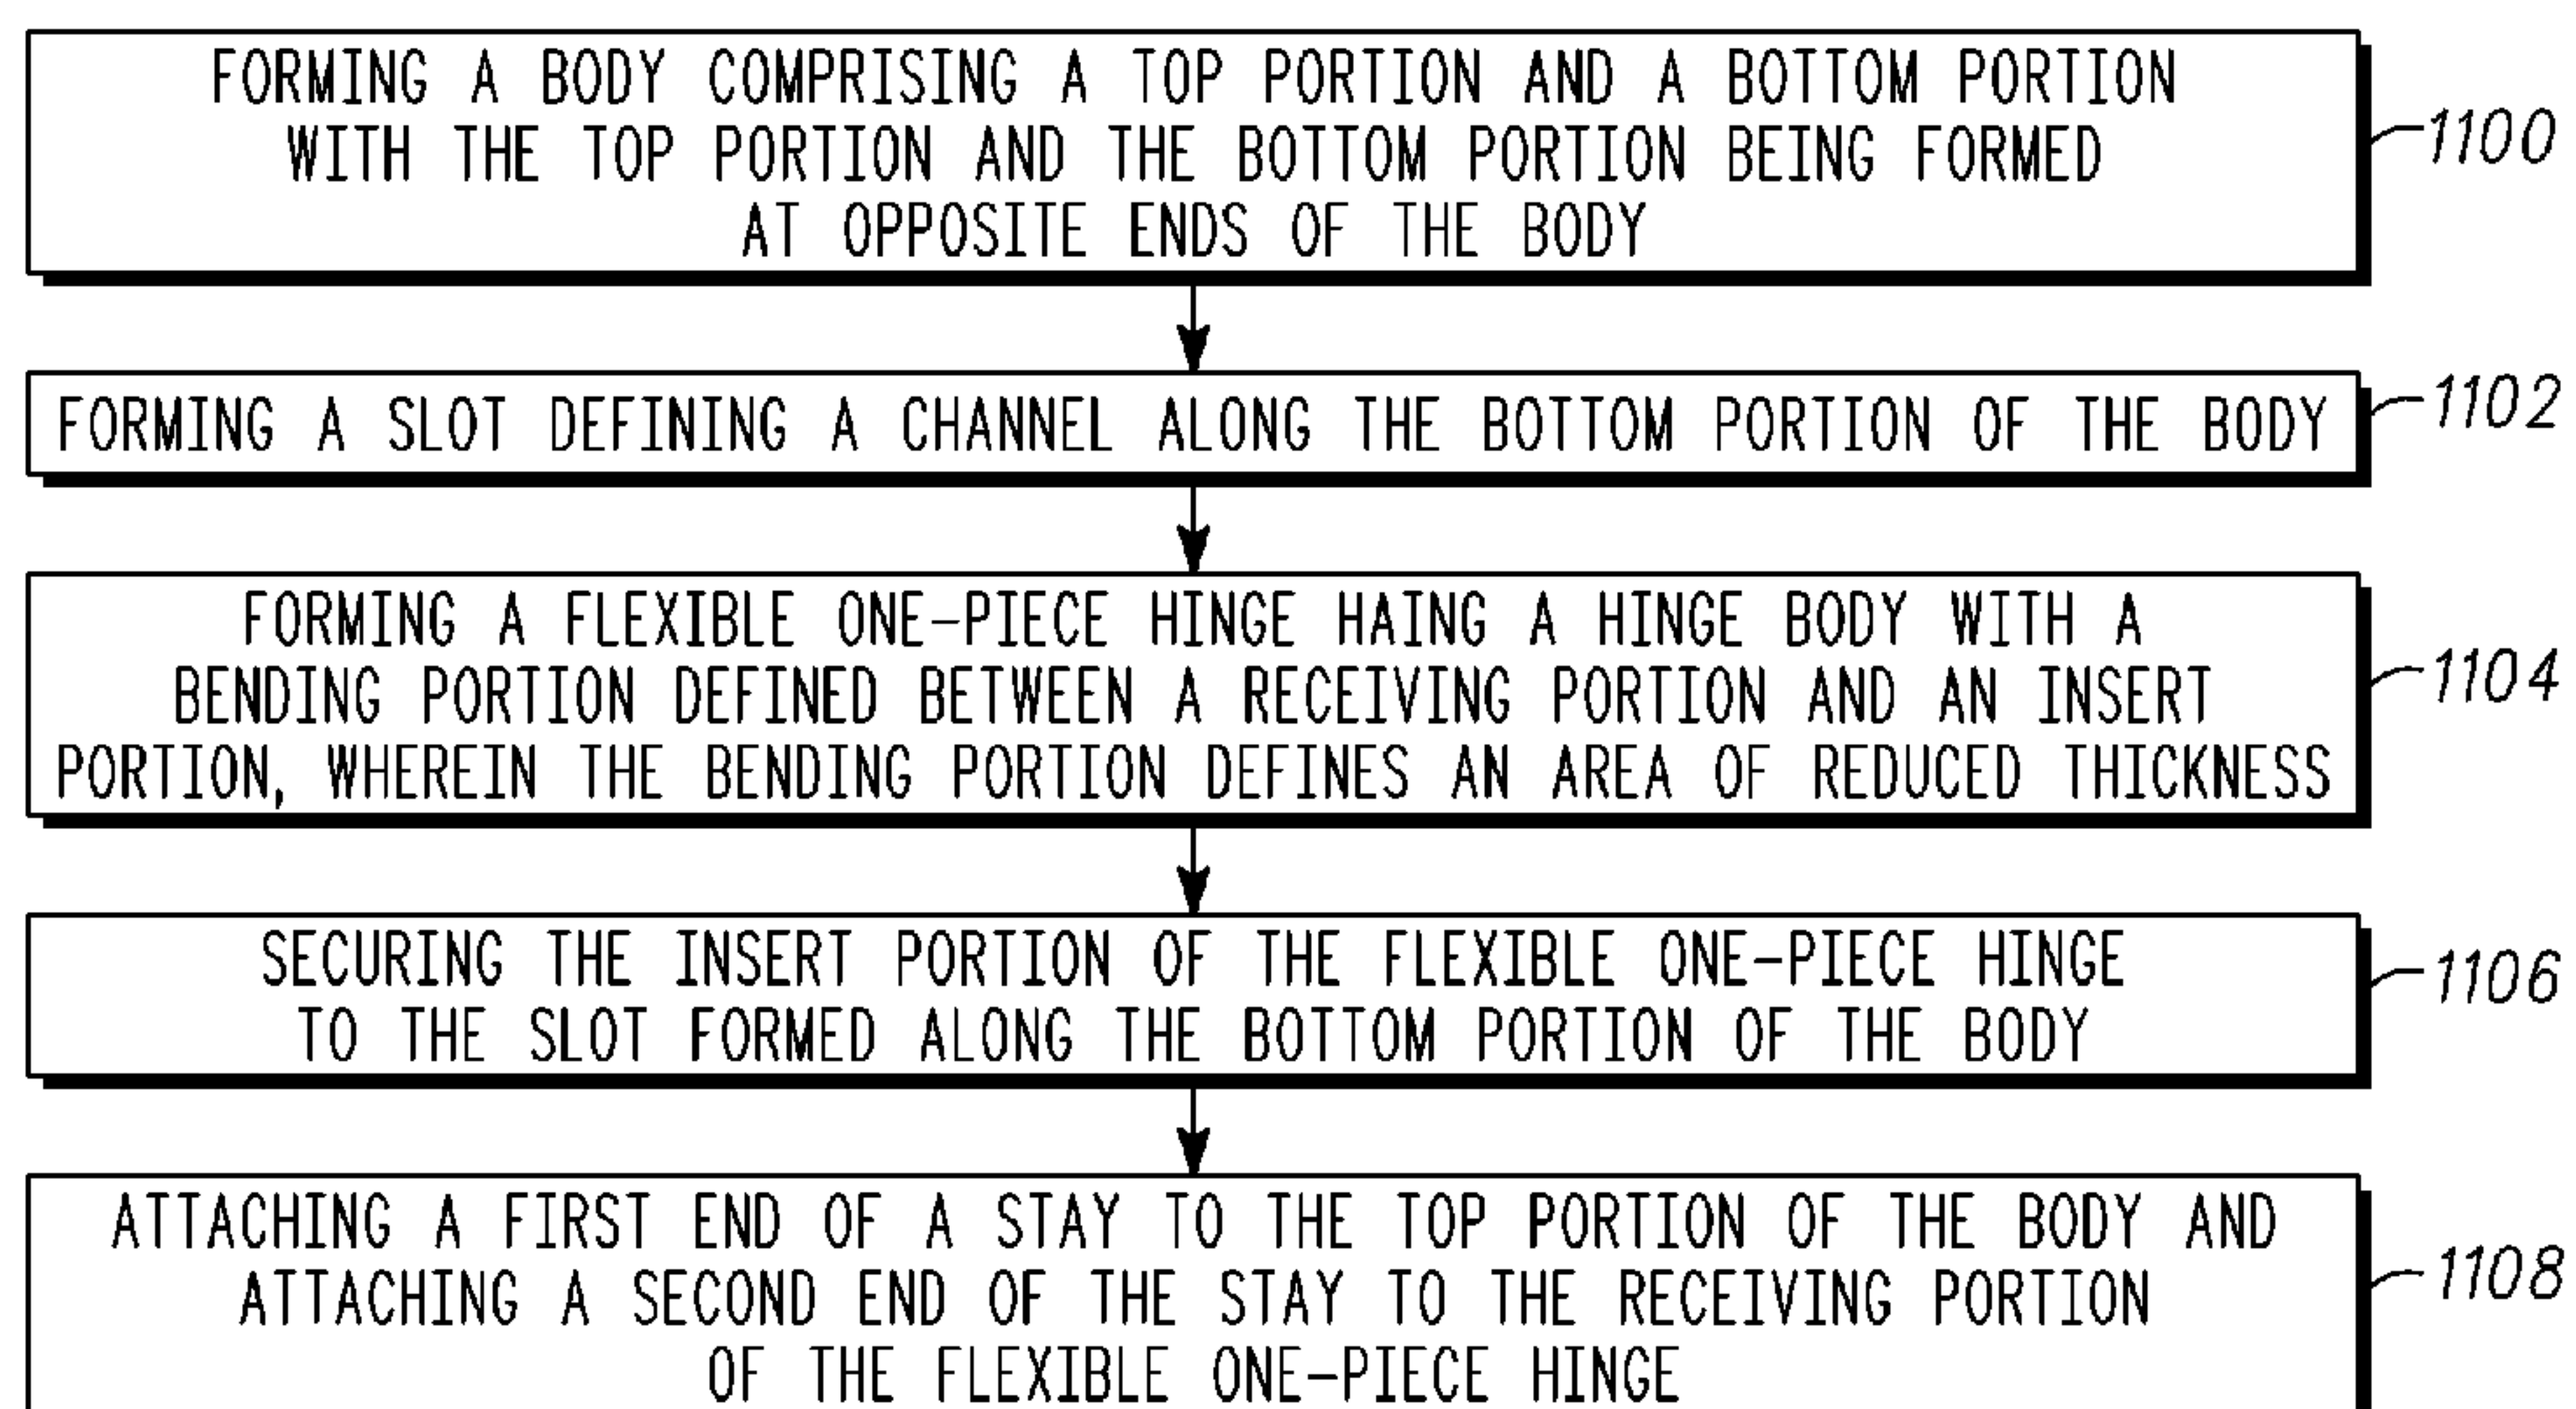 FORMING A BODY COMPRISING A TOP PORTION AND A BOTTOM PORTION
WITH THE TOP PORTION AND THE BOTTOM PORTION BEING FORMED
AT OPPOSITE ENDS OF THE BODY
1100
FORMING A SLOT DEFINING A CHANNEL ALONG THE BOTTOM PORTION OF THE BODY
1102
FORMING A FLEXIBLE ONE-PIECE HINGE HAING A HINGE BODY WITH A
BENDING PORTION DEFINED BETWEEN A RECEIVING PORTION AND AN INSERT
PORTION, WHEREIN THE BENDING PORTION DEFINES AN AREA OF REDUCED THICKNESS
1104
SECURING THE INSERT PORTION OF THE FLEXIBLE ONE-PIECE HINGE
TO THE SLOT FORMED ALONG THE BOTTOM PORTION OF THE BODY
1106
ATTACHING A FIRST END OF A STAY TO THE TOP PORTION OF THE BODY AND
ATTACHING A SECOND END OF THE STAY TO THE RECEIVING PORTION
OF THE FLEXIBLE ONE-PIECE HINGE
1108